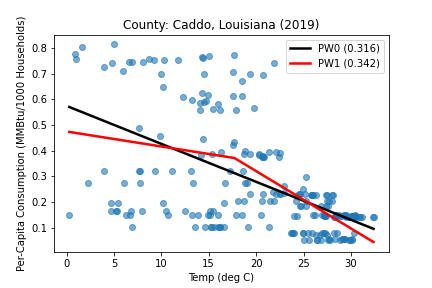 County: Caddo, Louisiana (2019)
Per-Capita Consumption (MMBtu/1000 Households)
0.8
0.7
0.6
0.5
0.4
0.3
0.2
0.1
PW0 (0.316)
PW1 (0.342)
0 5 10 15 20 25 30
Temp (deg C)